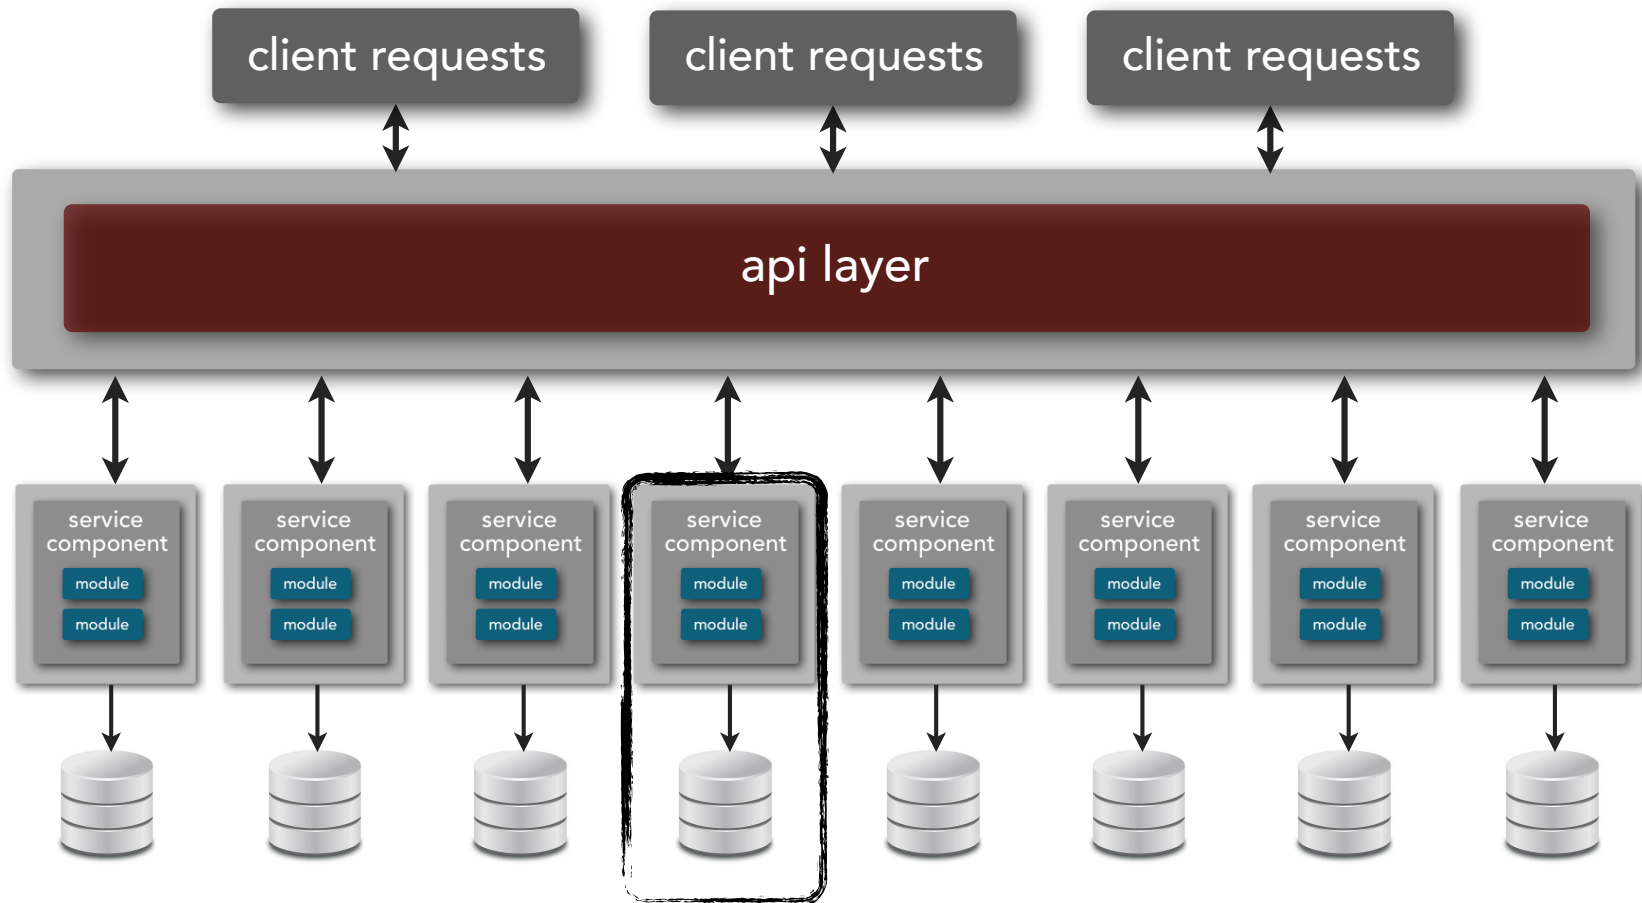 client requests
client requests
client requests
api layer
service
component
module
module
service
component
module
module
service
component
module
module
service
component
module
module
service
component
module
module
service
component
module
module
service
component
module
module
service
component
module
module